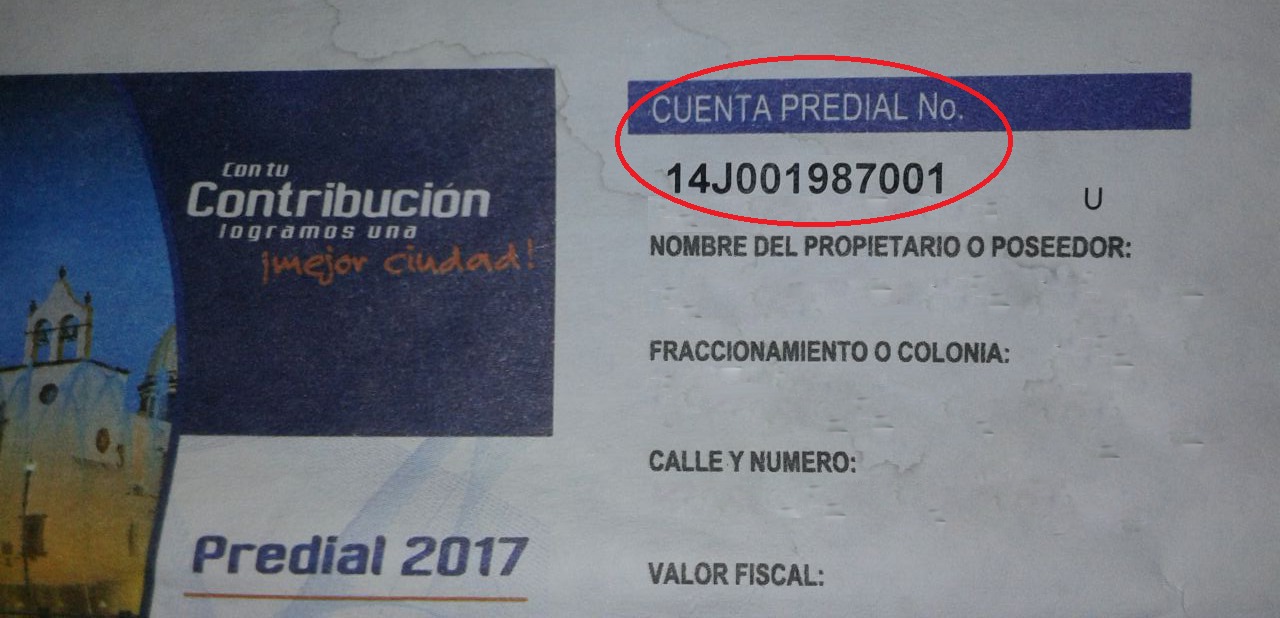 Con tu
Contribución
logramos una
¡mejor ciudad!
Predial 2017
CUENTA PREDIAL No.
14J001987001
U
NOMBRE DEL PROPIETARIO O POSEEDOR:
FRACCIONAMIENTO O COLONIA:
CALLE Y NUMERO:
VALOR FISCAL: